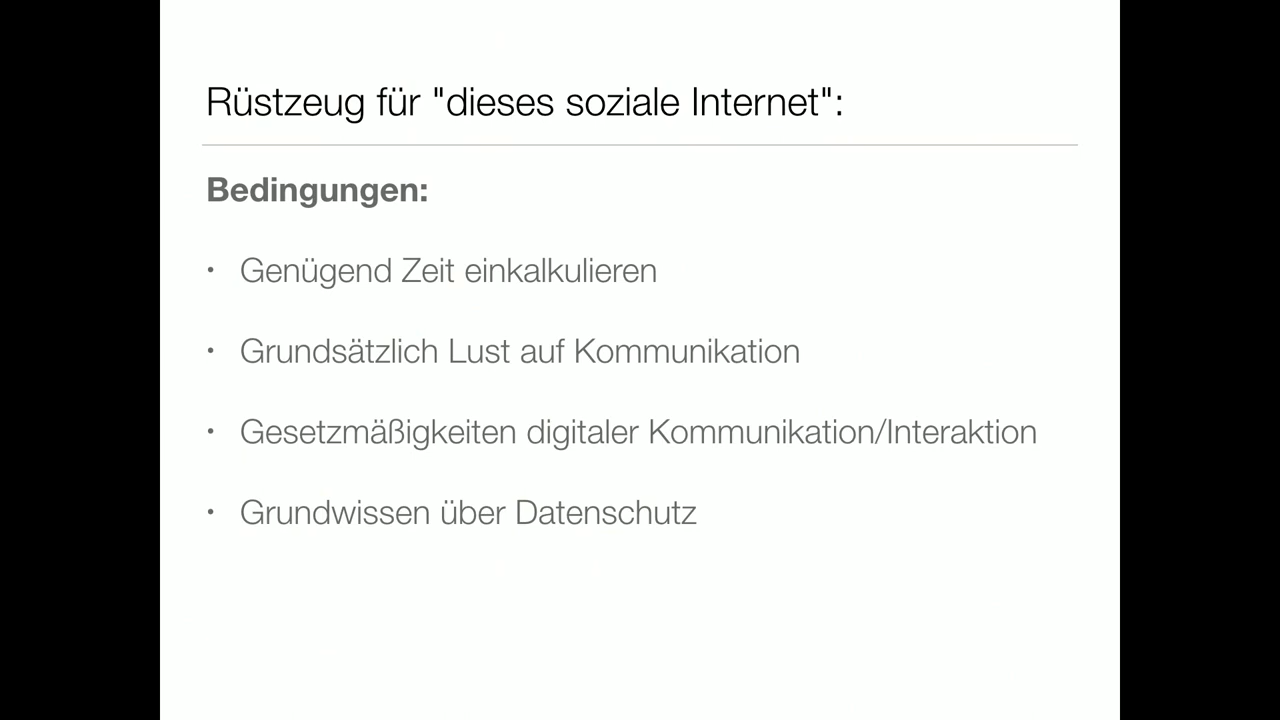 Rüstzeug für "dieses soziale Internet":
Bedingungen:
• Genügend Zeit einkalkulieren
• Grundsätzlich Lust auf Kommunikation
• Gesetzmäßigkeiten digitaler Kommunikation/Interaktion
• Grundwissen über Datenschutz